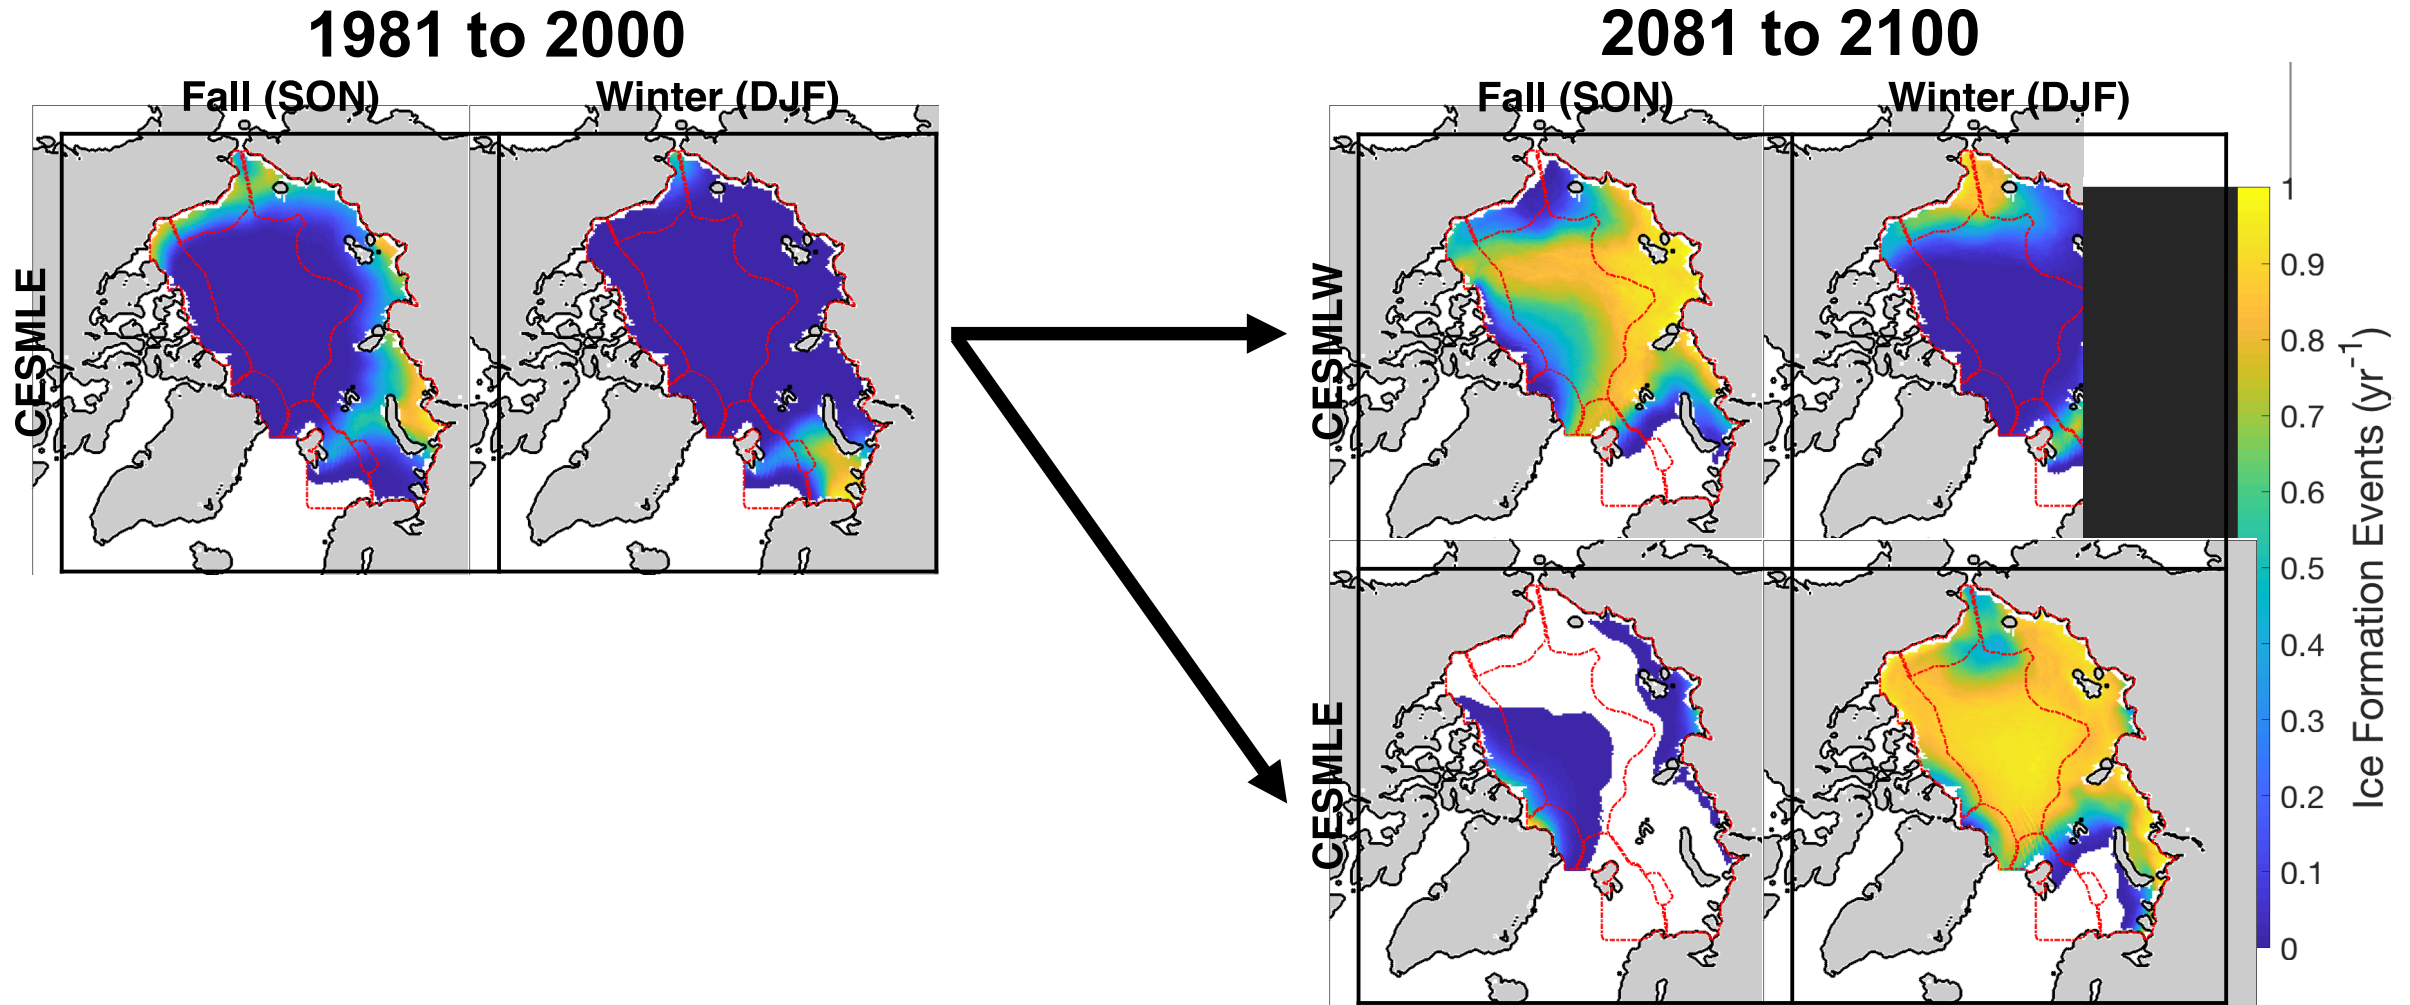 1981 to 2000
2081 to 2100
Fall (SON)
Winter (DJF)
Fall (SON)
Winter (DJF)
CESMLE
CESMLW
CESMLE
1
0.9
0.8
0.7
0.6
0.5
0.4
0.3
0.2
0.1
0
Ice Formation Events (yr⁻¹)